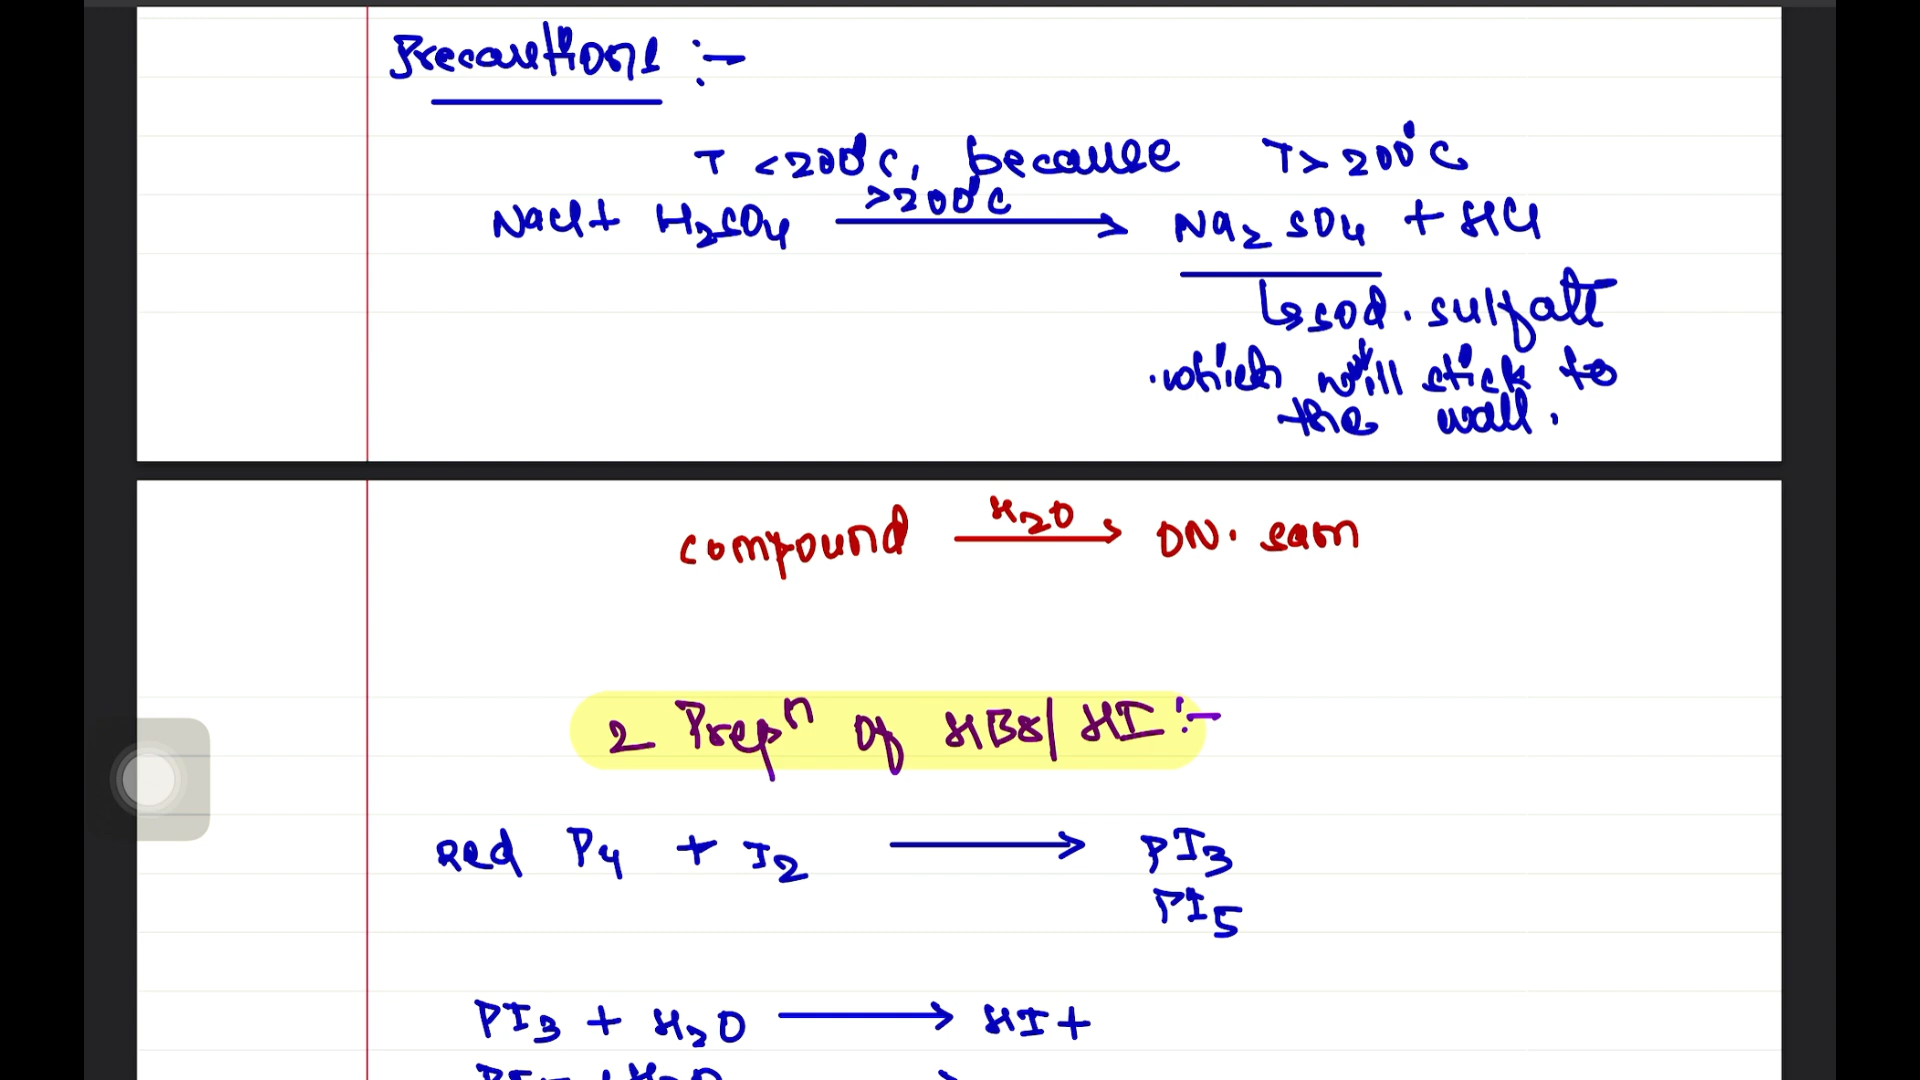 Precautions :-
T < 200°C, because T > 200°C
NaCl + H2SO4 >200°C → Na2SO4 + HCl
↳ sod. sulfate
which will stick to
the wall.
compound H2O → ON. sam
2 Prepn of HBr/HI :-
Red P4 + I2 → PI3
PI5
PI3 + H2O → HI +